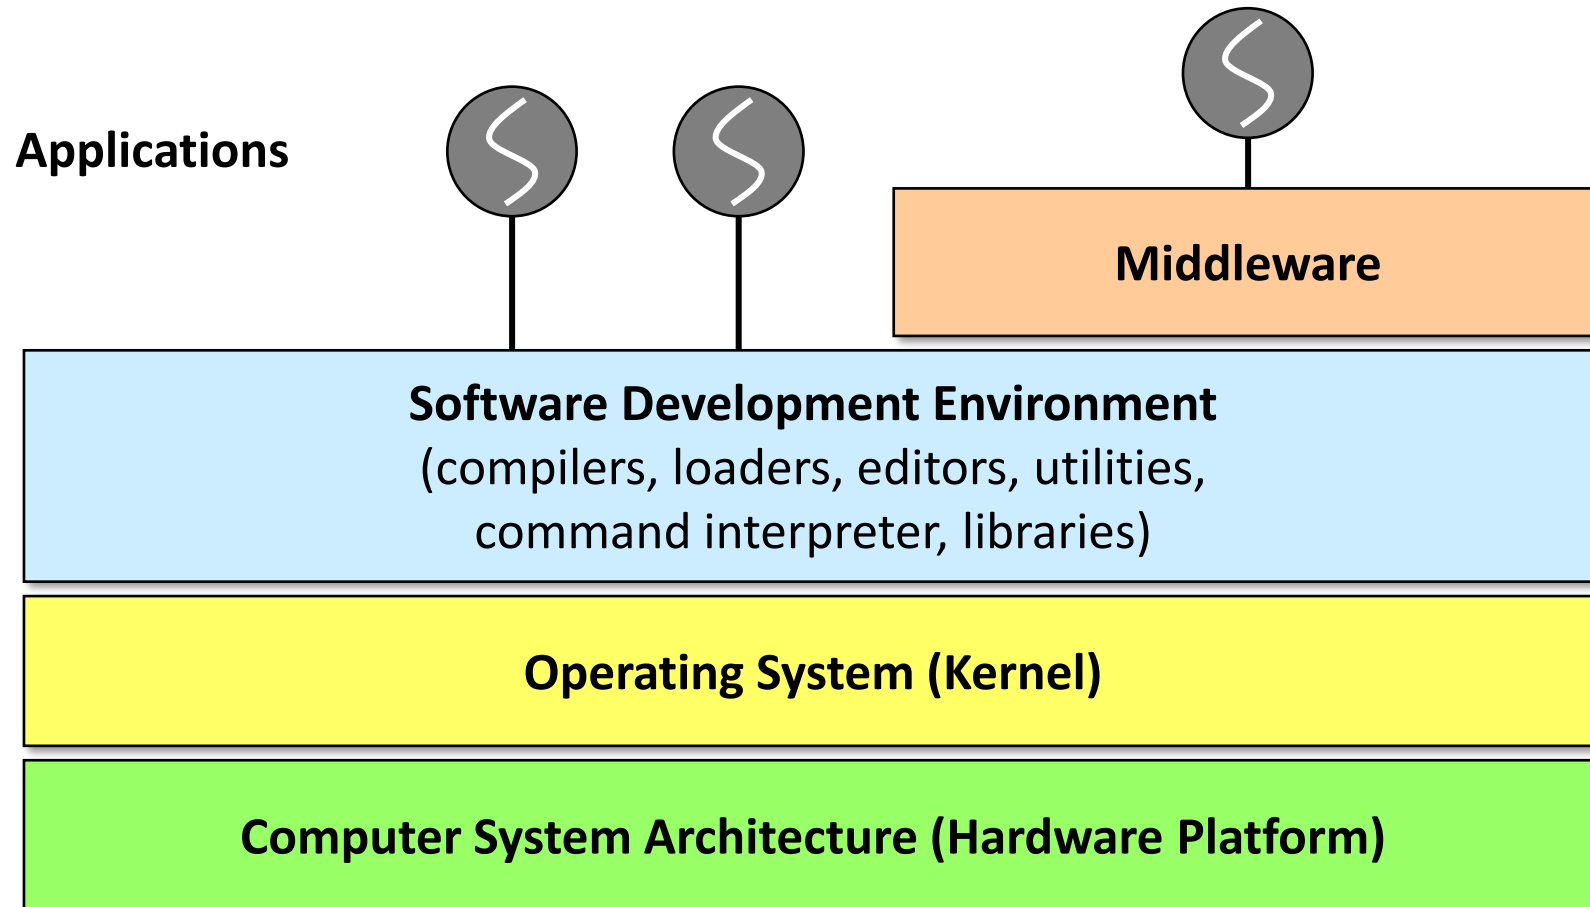 Applications
Middleware
Software Development Environment
(compilers, loaders, editors, utilities,
command interpreter, libraries)
Operating System (Kernel)
Computer System Architecture (Hardware Platform)